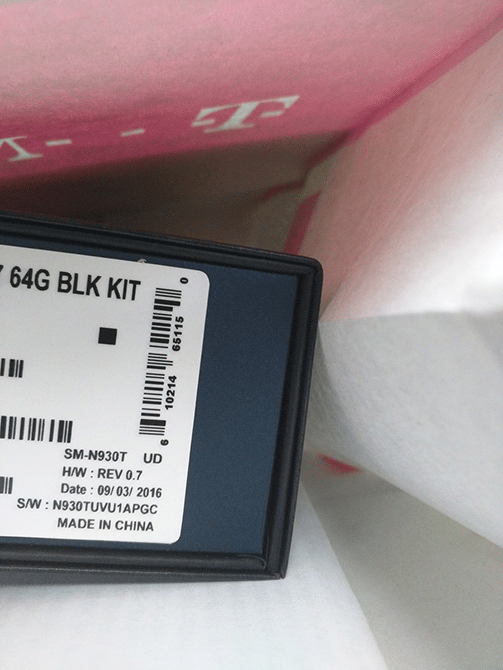 T
7 64G BLK KIT
6 10214 65115 0
SM-N930T UD
H/W : REV 0.7
Date : 09/ 03/ 2016
S/W : N930TUVU1APGC
MADE IN CHINA